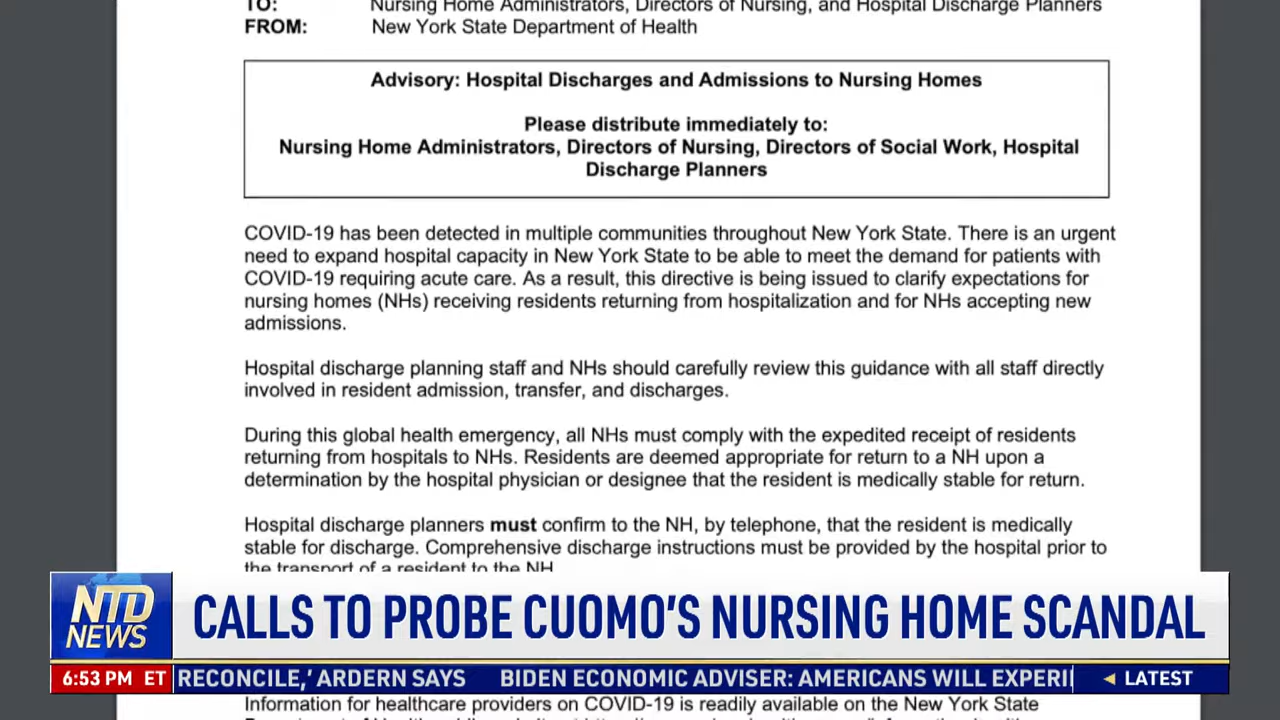 TO: Nursing Home Administrators, Directors of Nursing, and Hospital Discharge Planners
FROM: New York State Department of Health
Advisory: Hospital Discharges and Admissions to Nursing Homes
Please distribute immediately to:
Nursing Home Administrators, Directors of Nursing, Directors of Social Work, Hospital
Discharge Planners
COVID-19 has been detected in multiple communities throughout New York State. There is an urgent
need to expand hospital capacity in New York State to be able to meet the demand for patients with
COVID-19 requiring acute care. As a result, this directive is being issued to clarify expectations for
nursing homes (NHs) receiving residents returning from hospitalization and for NHs accepting new
admissions.
Hospital discharge planning staff and NHs should carefully review this guidance with all staff directly
involved in resident admission, transfer, and discharges.
During this global health emergency, all NHs must comply with the expedited receipt of residents
returning from hospitals to NHs. Residents are deemed appropriate for return to a NH upon a
determination by the hospital physician or designee that the resident is medically stable for return.
Hospital discharge planners must confirm to the NH, by telephone, that the resident is medically
stable for discharge. Comprehensive discharge instructions must be provided by the hospital prior to
the transport of a resident to the NH.
NTD
NEWS
CALLS TO PROBE CUOMO'S NURSING HOME SCANDAL
6:53 PM ET RECONCILE,' ARDERN SAYS BIDEN ECONOMIC ADVISER: AMERICANS WILL EXPERI LATEST
Information for healthcare providers on COVID-19 is readily available on the New York State